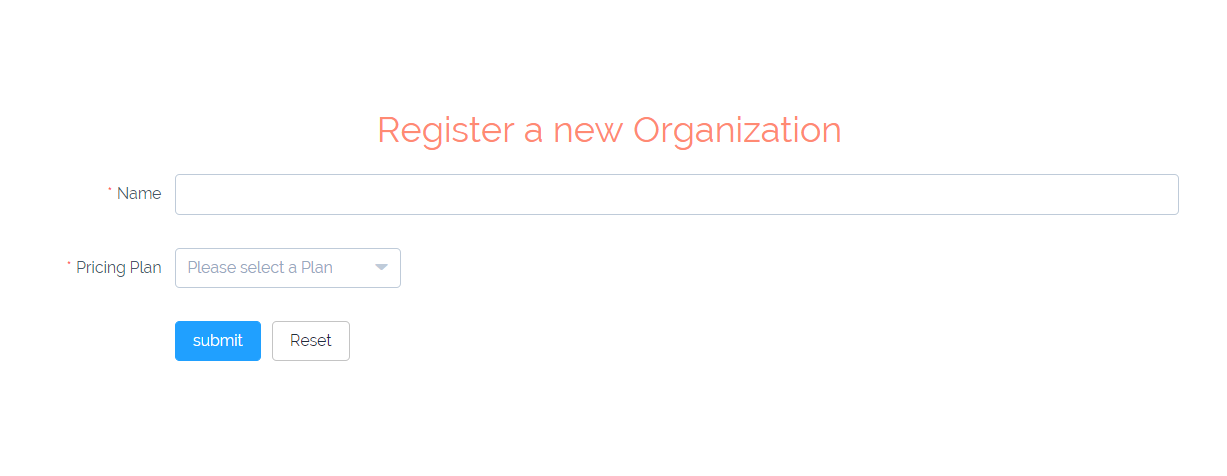 Register a new Organization
* Name
* Pricing Plan
Please select a Plan
submit
Reset